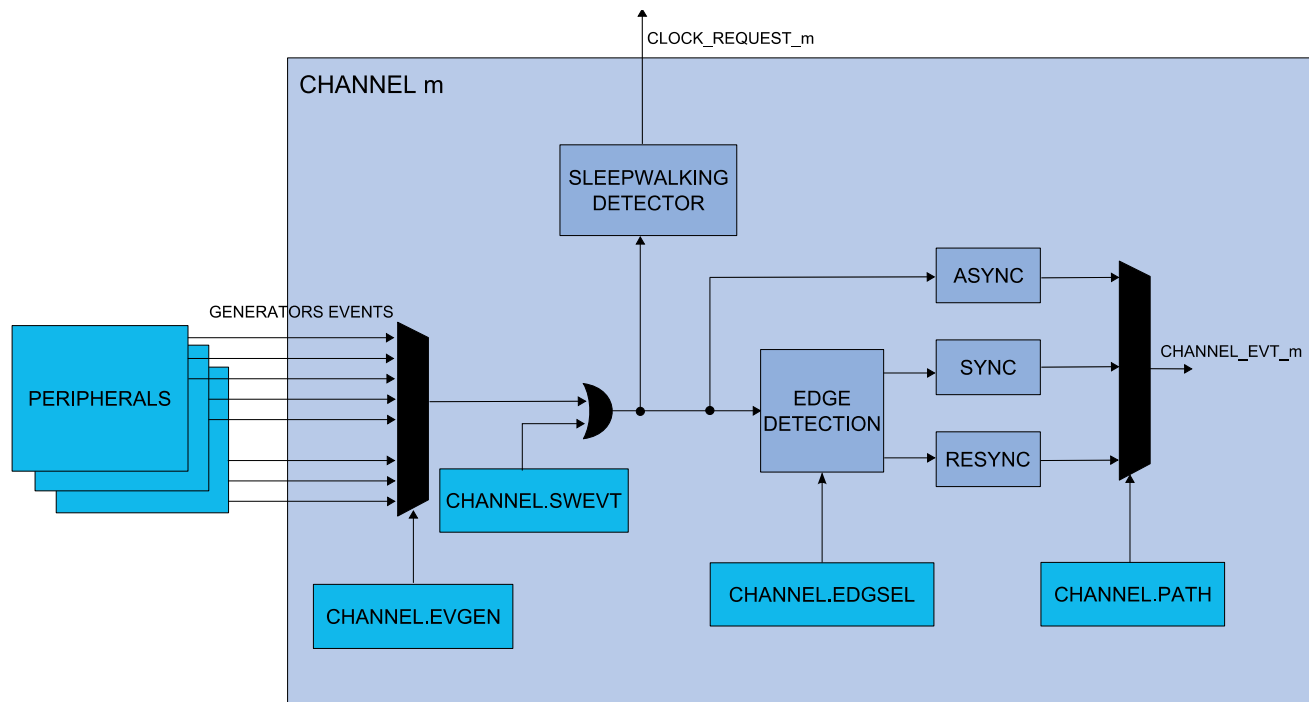 CLOCK_REQUEST_m
CHANNEL m
SLEEPWALKING
DETECTOR
ASYNC
GENERATORS EVENTS
CHANNEL_EVT_m
SYNC
PERIPHERALS
EDGE
DETECTION
RESYNC
CHANNEL.SWEVT
CHANNEL.EDGSEL
CHANNEL.PATH
CHANNEL.EVGEN